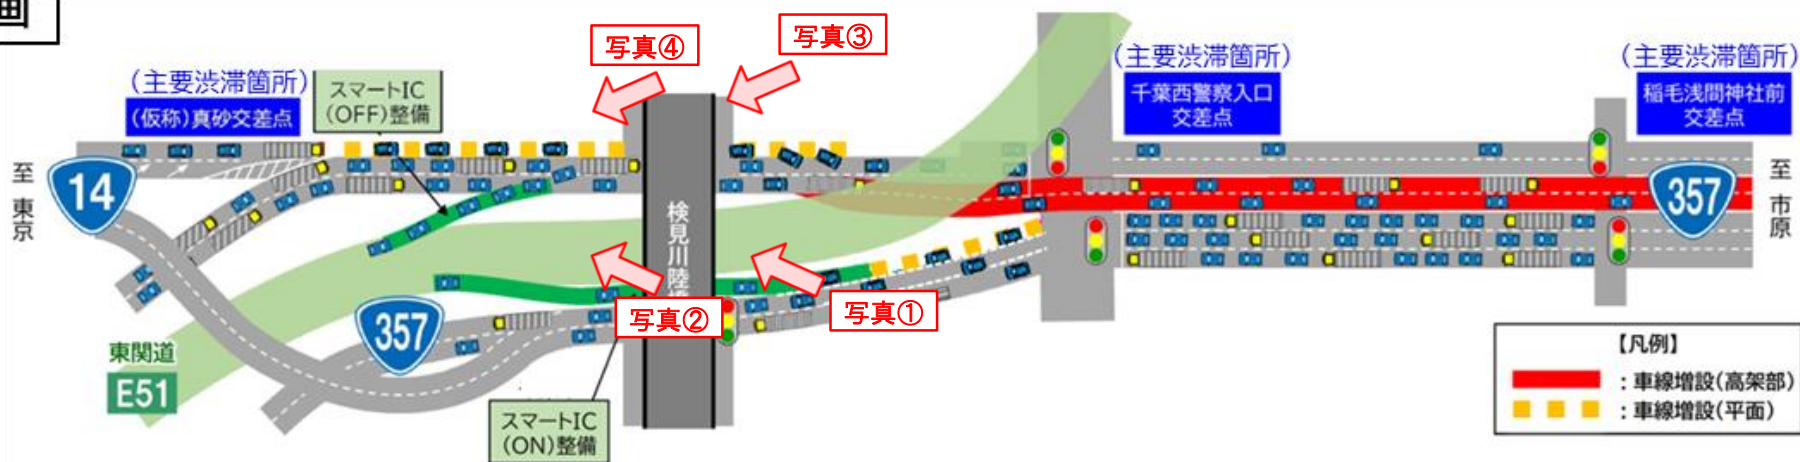 画
写真④
写真③
(主要渋滞箇所)
(仮称)真砂交差点
スマートIC
(OFF)整備
(主要渋滞箇所)
千葉西警察入口
交差点
(主要渋滞箇所)
稲毛浅間神社前
交差点
至 東京
14
検見川陸橋
357
至 市原
写真②
写真①
357
東関道
E51
スマートIC
(ON)整備
【凡例】
:車線増設(高架部)
:車線増設(平面)